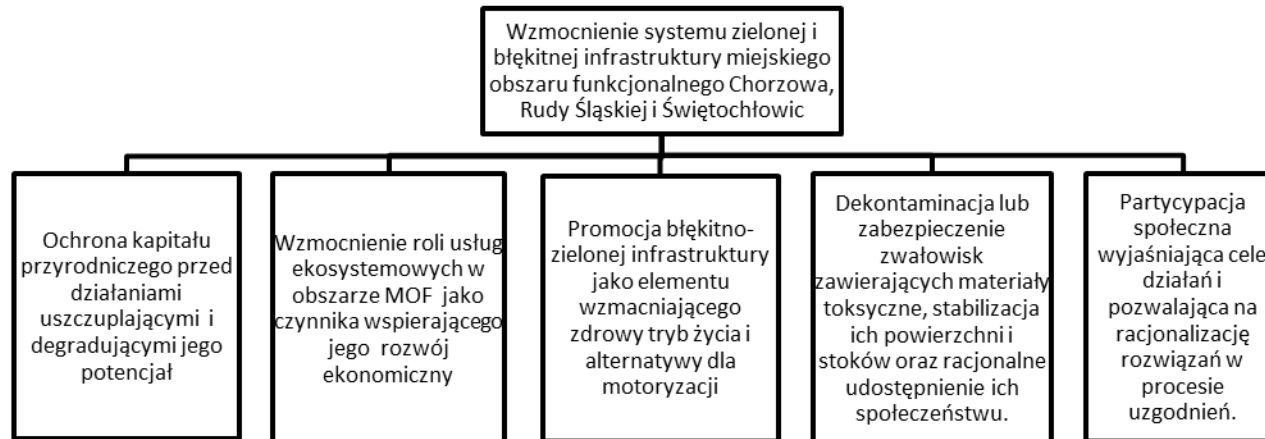 Wzmocnienie systemu zielonej i
błękitnej infrastruktury miejskiego
obszaru funkcjonalnego Chorzowa,
Rudy Śląskiej i Świętochłowic
Ochrona kapitału
przyrodniczego przed
działaniami
uszczuplającymi i
degradującymi jego
potencjał
Wzmocnienie roli usług
ekosystemowych w
obszarze MOF jako
czynnika wspierającego
jego rozwój
ekonomiczny
Promocja błękitno-
zielonej infrastruktury
jako elementu
wzmacniającego
zdrowy tryb życia i
alternatywy dla
motoryzacji
Dekontaminacja lub
zabezpieczenie
zwałowisk
zawierających materiały
toksyczne, stabilizacja
ich powierzchni i
stoków oraz racjonalne
udostępnienie ich
społeczeństwu.
Partycypacja
społeczna
wyjaśniająca cele
działań i
pozwalająca na
racjonalizację
rozwiązań w
procesie
uzgodnień.